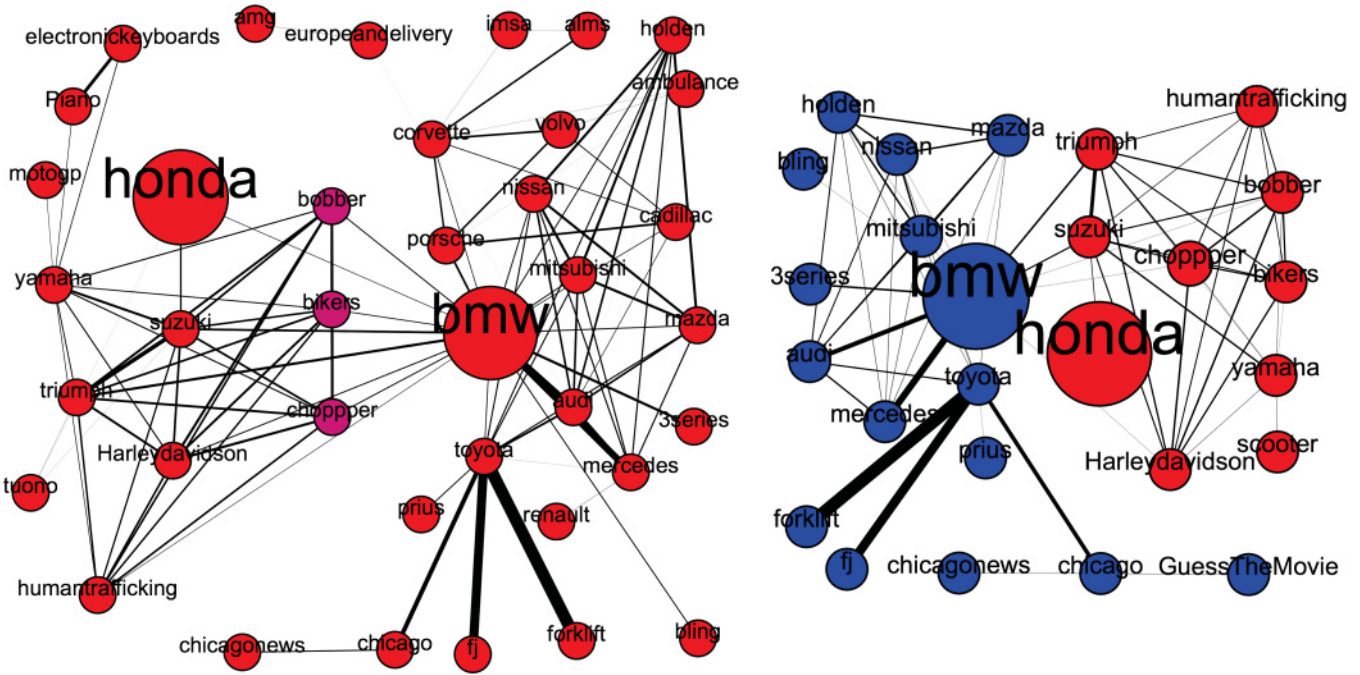 amg
imsa
alms
holden
electronickeyboards
europeandelivery
ambulance
Piano
corvette
volvo
motogp
honda
bobber
nissan
cadillac
porsche
yamaha
bikers
mitsubishi
suzuki
bmw
mazda
triumph
choppper
audi
3series
Harleydavidson
toyota
mercedes
tuono
prius
renault
humantrafficking
chicagonews
chicago
fj
forklift
bling
holden
mazda
humantrafficking
nissan
triumph
bling
bobber
mitsubishi
suzuki
choppper
3series
bmw
bikers
honda
audi
toyota
yamaha
mercedes
prius
Harleydavidson
scooter
forklift
fj
chicagonews
chicago
GuessTheMovie